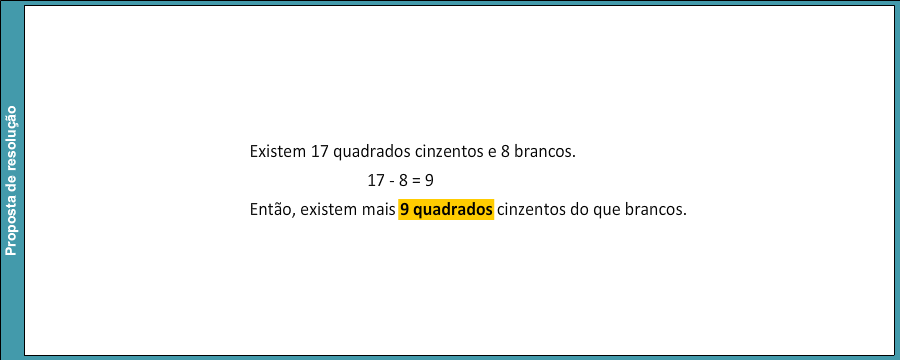 Proposta de resolução
Existem 17 quadrados cinzentos e 8 brancos.
17 - 8 = 9
Então, existem mais 9 quadrados cinzentos do que brancos.